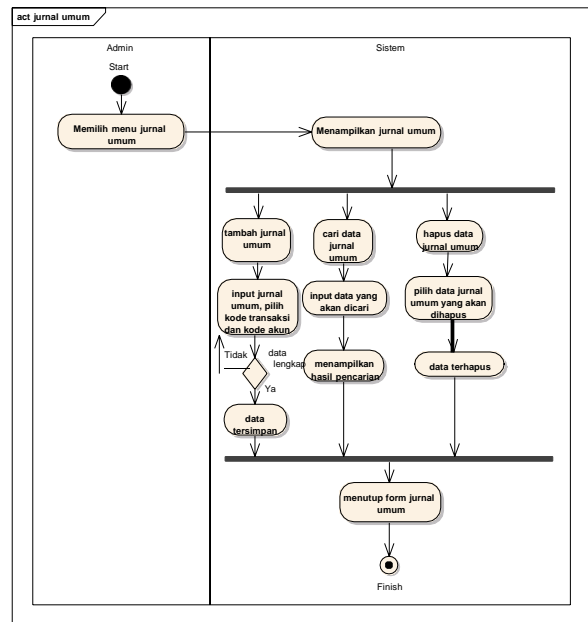 act jurnal umum
Admin
Sistem
Start
Memilih menu jurnal
umum
Menampilkan jurnal umum
tambah jurnal
umum
cari data
jurnal
umum
hapus data
jurnal umum
input jurnal
umum, pilih
kode transaksi
dan kode akun
input data yang
akan dicari
pilih data jurnal
umum yang akan
dihapus
Tidak
data
lengkap
Ya
menampilkan
hasil pencarian
data terhapus
data
tersimpan
menutup form jurnal
umum
Finish